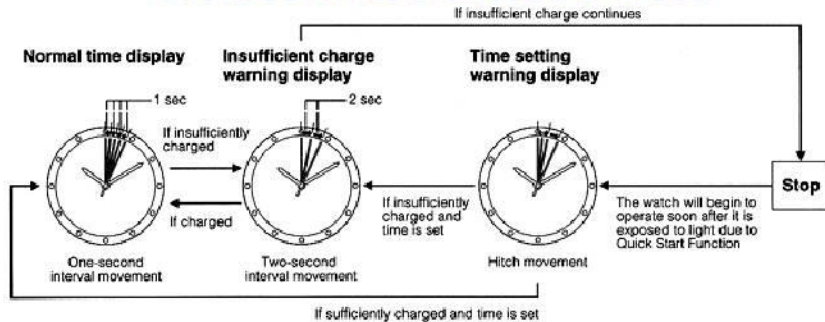 If insufficient charge continues
Normal time display
Insufficient charge
warning display
Time setting
warning display
1 sec
2 sec
If insufficiently
charged
If charged
If insufficiently
charged and
time is set
Stop
The watch will begin to
operate soon after it is
exposed to light due to
Quick Start Function
One-second
interval movement
Two-second
interval movement
Hitch movement
If sufficiently charged and time is set